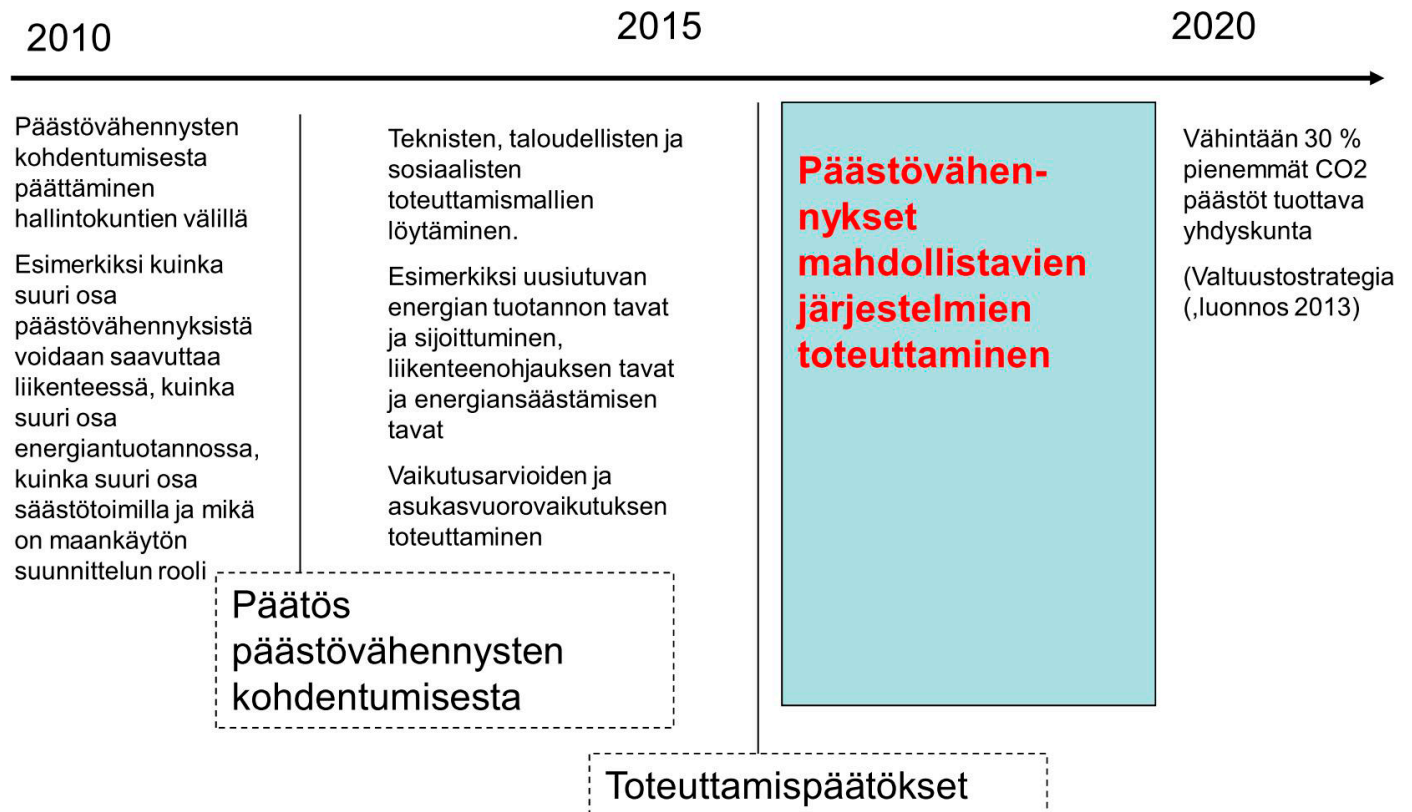 2010
2015
2020
Päästövähennysten
kohdentumisesta
päättäminen
hallintokuntien välillä
Esimerkiksi kuinka
suuri osa
päästövähennyksistä
voidaan saavuttaa
liikenteessä, kuinka
suuri osa
energiantuotannossa,
kuinka suuri osa
säästötoimilla ja mikä
on maankäytön
suunnittelun rooli
Päätös
päästövähennysten
kohdentumisesta
Teknisten, taloudellisten ja
sosiaalisten
toteuttamismallien
löytäminen.
Esimerkiksi uusiutuvan
energian tuotannon tavat
ja sijoittuminen,
liikenteenohjauksen tavat
ja energiansäästämisen
tavat
Vaikutusarvioiden ja
asukasvuorovaikutuksen
toteuttaminen
Toteuttamispäätökset
Päästövähen-
nykset
mahdollistavien
järjestelmien
toteuttaminen
Vähintään 30 %
pienemmät CO2
päästöt tuottava
yhdyskunta
(Valtuustostrategia
(,luonnos 2013)